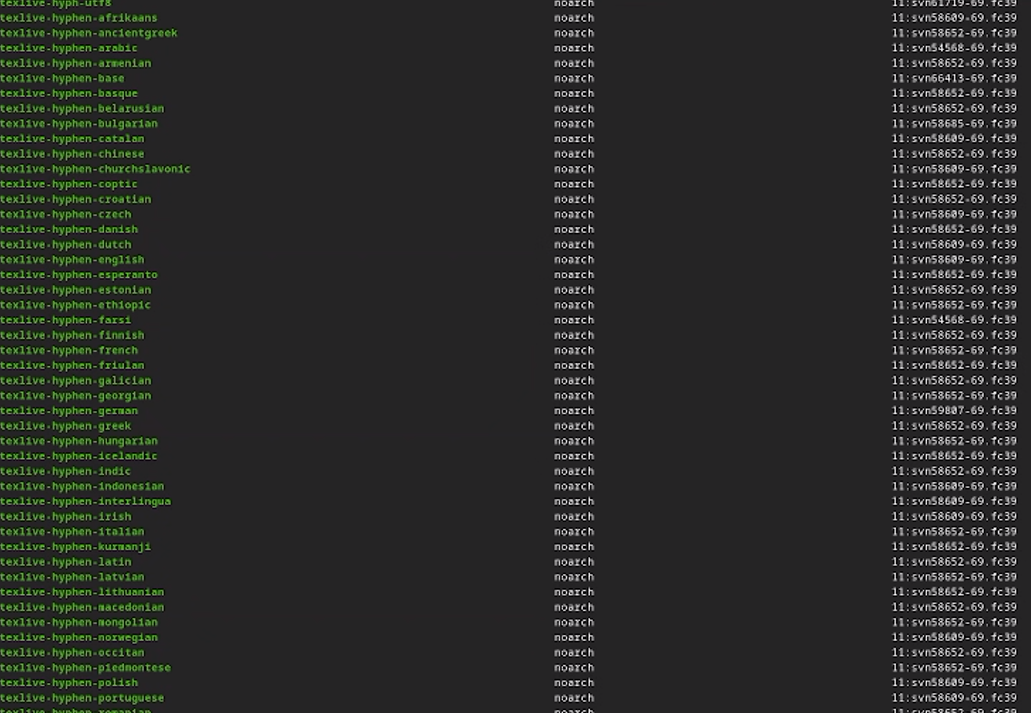 texlive-hyph-utf8 noarch 11:svn61719-69.fc39
texlive-hyphen-afrikaans noarch 11:svn58609-69.fc39
texlive-hyphen-ancientgreek noarch 11:svn58652-69.fc39
texlive-hyphen-arabic noarch 11:svn54568-69.fc39
texlive-hyphen-armenian noarch 11:svn58652-69.fc39
texlive-hyphen-base noarch 11:svn66413-69.fc39
texlive-hyphen-basque noarch 11:svn58652-69.fc39
texlive-hyphen-belarusian noarch 11:svn58652-69.fc39
texlive-hyphen-bulgarian noarch 11:svn58685-69.fc39
texlive-hyphen-catalan noarch 11:svn58609-69.fc39
texlive-hyphen-chinese noarch 11:svn58652-69.fc39
texlive-hyphen-churchslavonic noarch 11:svn58609-69.fc39
texlive-hyphen-coptic noarch 11:svn58652-69.fc39
texlive-hyphen-croatian noarch 11:svn58652-69.fc39
texlive-hyphen-czech noarch 11:svn58609-69.fc39
texlive-hyphen-danish noarch 11:svn58652-69.fc39
texlive-hyphen-dutch noarch 11:svn58609-69.fc39
texlive-hyphen-english noarch 11:svn58609-69.fc39
texlive-hyphen-esperanto noarch 11:svn58652-69.fc39
texlive-hyphen-estonian noarch 11:svn58652-69.fc39
texlive-hyphen-ethiopic noarch 11:svn58652-69.fc39
texlive-hyphen-farsi noarch 11:svn54568-69.fc39
texlive-hyphen-finnish noarch 11:svn58652-69.fc39
texlive-hyphen-french noarch 11:svn58652-69.fc39
texlive-hyphen-friulan noarch 11:svn58652-69.fc39
texlive-hyphen-galician noarch 11:svn58652-69.fc39
texlive-hyphen-georgian noarch 11:svn58652-69.fc39
texlive-hyphen-german noarch 11:svn59807-69.fc39
texlive-hyphen-greek noarch 11:svn58652-69.fc39
texlive-hyphen-hungarian noarch 11:svn58652-69.fc39
texlive-hyphen-icelandic noarch 11:svn58652-69.fc39
texlive-hyphen-indic noarch 11:svn58652-69.fc39
texlive-hyphen-indonesian noarch 11:svn58609-69.fc39
texlive-hyphen-interlingua noarch 11:svn58609-69.fc39
texlive-hyphen-irish noarch 11:svn58609-69.fc39
texlive-hyphen-italian noarch 11:svn58652-69.fc39
texlive-hyphen-kurmanji noarch 11:svn58652-69.fc39
texlive-hyphen-latin noarch 11:svn58652-69.fc39
texlive-hyphen-latvian noarch 11:svn58652-69.fc39
texlive-hyphen-lithuanian noarch 11:svn58652-69.fc39
texlive-hyphen-macedonian noarch 11:svn58652-69.fc39
texlive-hyphen-mongolian noarch 11:svn58652-69.fc39
texlive-hyphen-norwegian noarch 11:svn58609-69.fc39
texlive-hyphen-occitan noarch 11:svn58652-69.fc39
texlive-hyphen-piedmontese noarch 11:svn58652-69.fc39
texlive-hyphen-polish noarch 11:svn58609-69.fc39
texlive-hyphen-portuguese noarch 11:svn58609-69.fc39